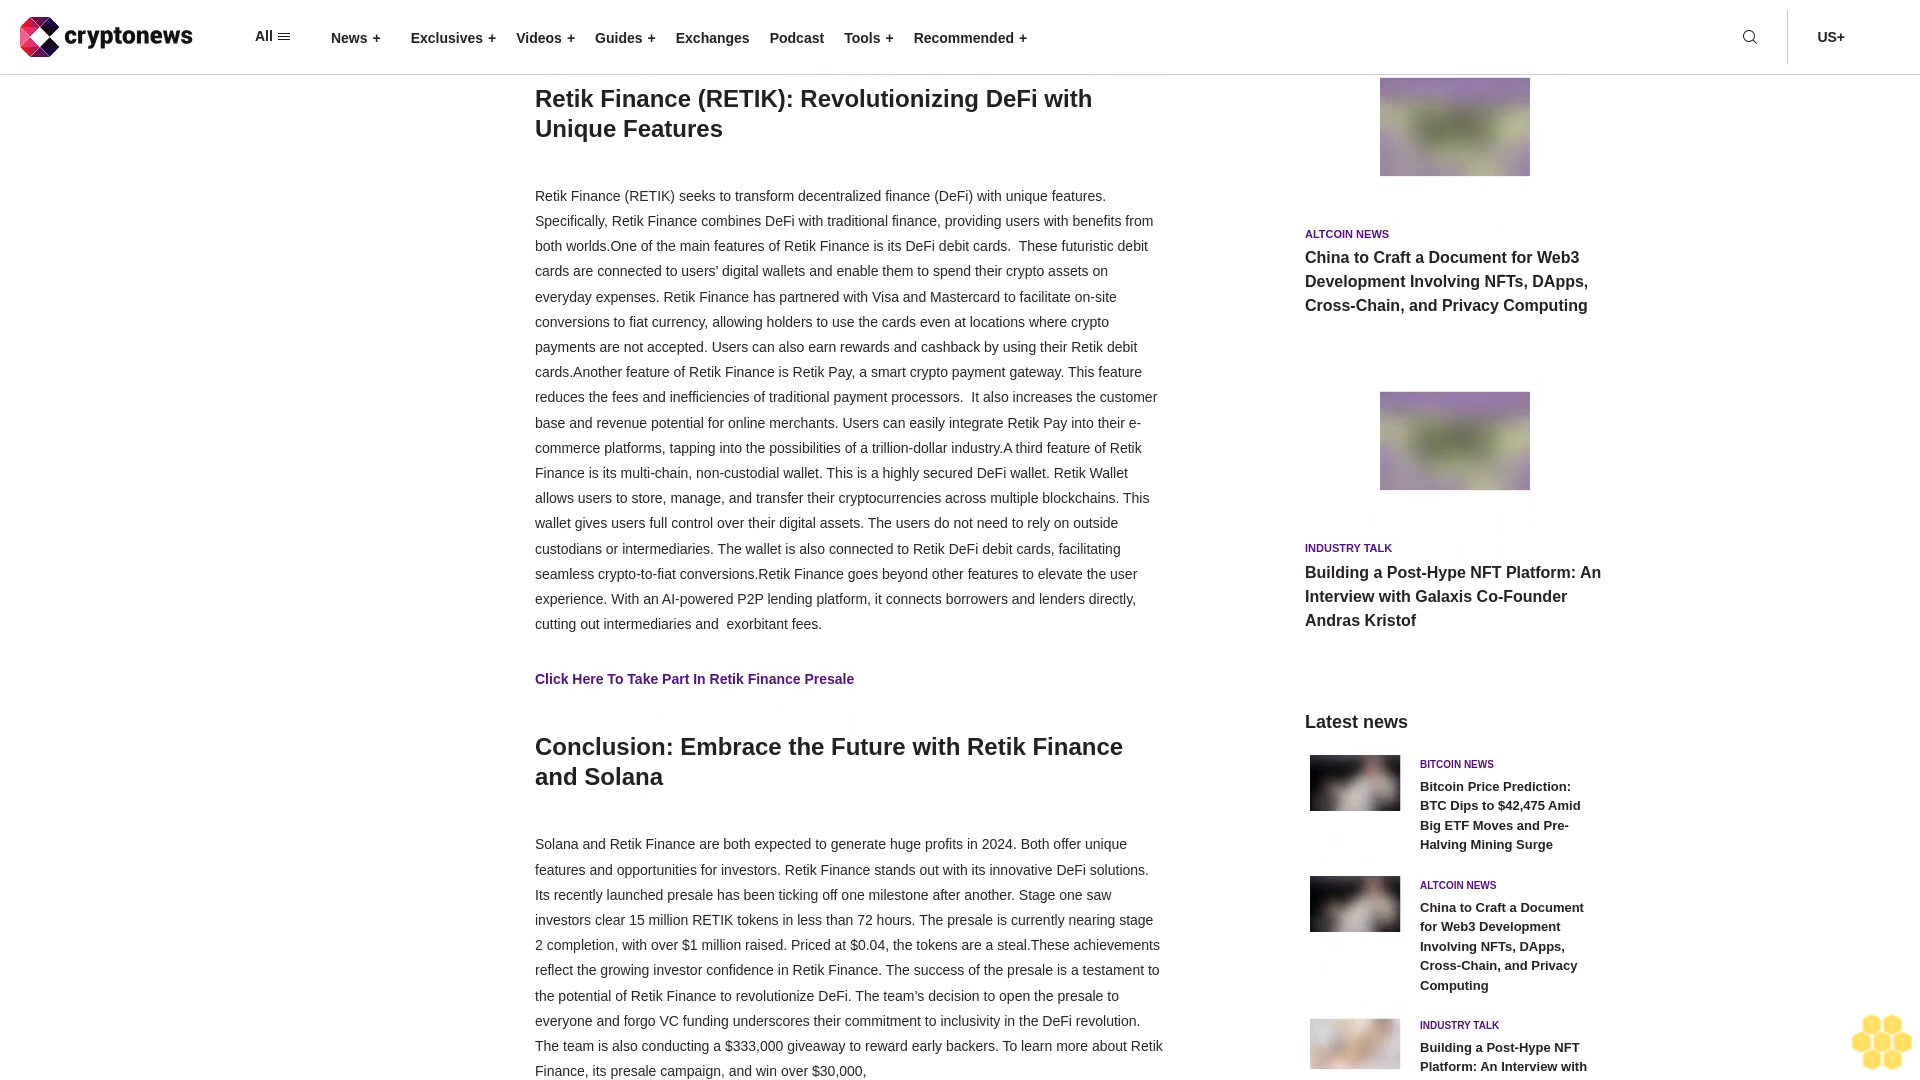 cryptonews
All
News +
Exclusives +
Videos +
Guides +
Exchanges
Podcast
Tools +
Recommended +
US+
Retik Finance (RETIK): Revolutionizing DeFi with
Unique Features
Retik Finance (RETIK) seeks to transform decentralized finance (DeFi) with unique features.
Specifically, Retik Finance combines DeFi with traditional finance, providing users with benefits from
both worlds.One of the main features of Retik Finance is its DeFi debit cards.  These futuristic debit
cards are connected to users’ digital wallets and enable them to spend their crypto assets on
everyday expenses. Retik Finance has partnered with Visa and Mastercard to facilitate on-site
conversions to fiat currency, allowing holders to use the cards even at locations where crypto
payments are not accepted. Users can also earn rewards and cashback by using their Retik debit
cards.Another feature of Retik Finance is Retik Pay, a smart crypto payment gateway. This feature
reduces the fees and inefficiencies of traditional payment processors.  It also increases the customer
base and revenue potential for online merchants. Users can easily integrate Retik Pay into their e-
commerce platforms, tapping into the possibilities of a trillion-dollar industry.A third feature of Retik
Finance is its multi-chain, non-custodial wallet. This is a highly secured DeFi wallet. Retik Wallet
allows users to store, manage, and transfer their cryptocurrencies across multiple blockchains. This
wallet gives users full control over their digital assets. The users do not need to rely on outside
custodians or intermediaries. The wallet is also connected to Retik DeFi debit cards, facilitating
seamless crypto-to-fiat conversions.Retik Finance goes beyond other features to elevate the user
experience. With an AI-powered P2P lending platform, it connects borrowers and lenders directly,
cutting out intermediaries and  exorbitant fees.
Click Here To Take Part In Retik Finance Presale
Conclusion: Embrace the Future with Retik Finance
and Solana
Solana and Retik Finance are both expected to generate huge profits in 2024. Both offer unique
features and opportunities for investors. Retik Finance stands out with its innovative DeFi solutions.
Its recently launched presale has been ticking off one milestone after another. Stage one saw
investors clear 15 million RETIK tokens in less than 72 hours. The presale is currently nearing stage
2 completion, with over $1 million raised. Priced at $0.04, the tokens are a steal.These achievements
reflect the growing investor confidence in Retik Finance. The success of the presale is a testament to
the potential of Retik Finance to revolutionize DeFi. The team’s decision to open the presale to
everyone and forgo VC funding underscores their commitment to inclusivity in the DeFi revolution.
The team is also conducting a $333,000 giveaway to reward early backers. To learn more about Retik
Finance, its presale campaign, and win over $30,000,
ALTCOIN NEWS
China to Craft a Document for Web3
Development Involving NFTs, DApps,
Cross-Chain, and Privacy Computing
INDUSTRY TALK
Building a Post-Hype NFT Platform: An
Interview with Galaxis Co-Founder
Andras Kristof
Latest news
BITCOIN NEWS
Bitcoin Price Prediction:
BTC Dips to $42,475 Amid
Big ETF Moves and Pre-
Halving Mining Surge
ALTCOIN NEWS
China to Craft a Document
for Web3 Development
Involving NFTs, DApps,
Cross-Chain, and Privacy
Computing
INDUSTRY TALK
Building a Post-Hype NFT
Platform: An Interview with